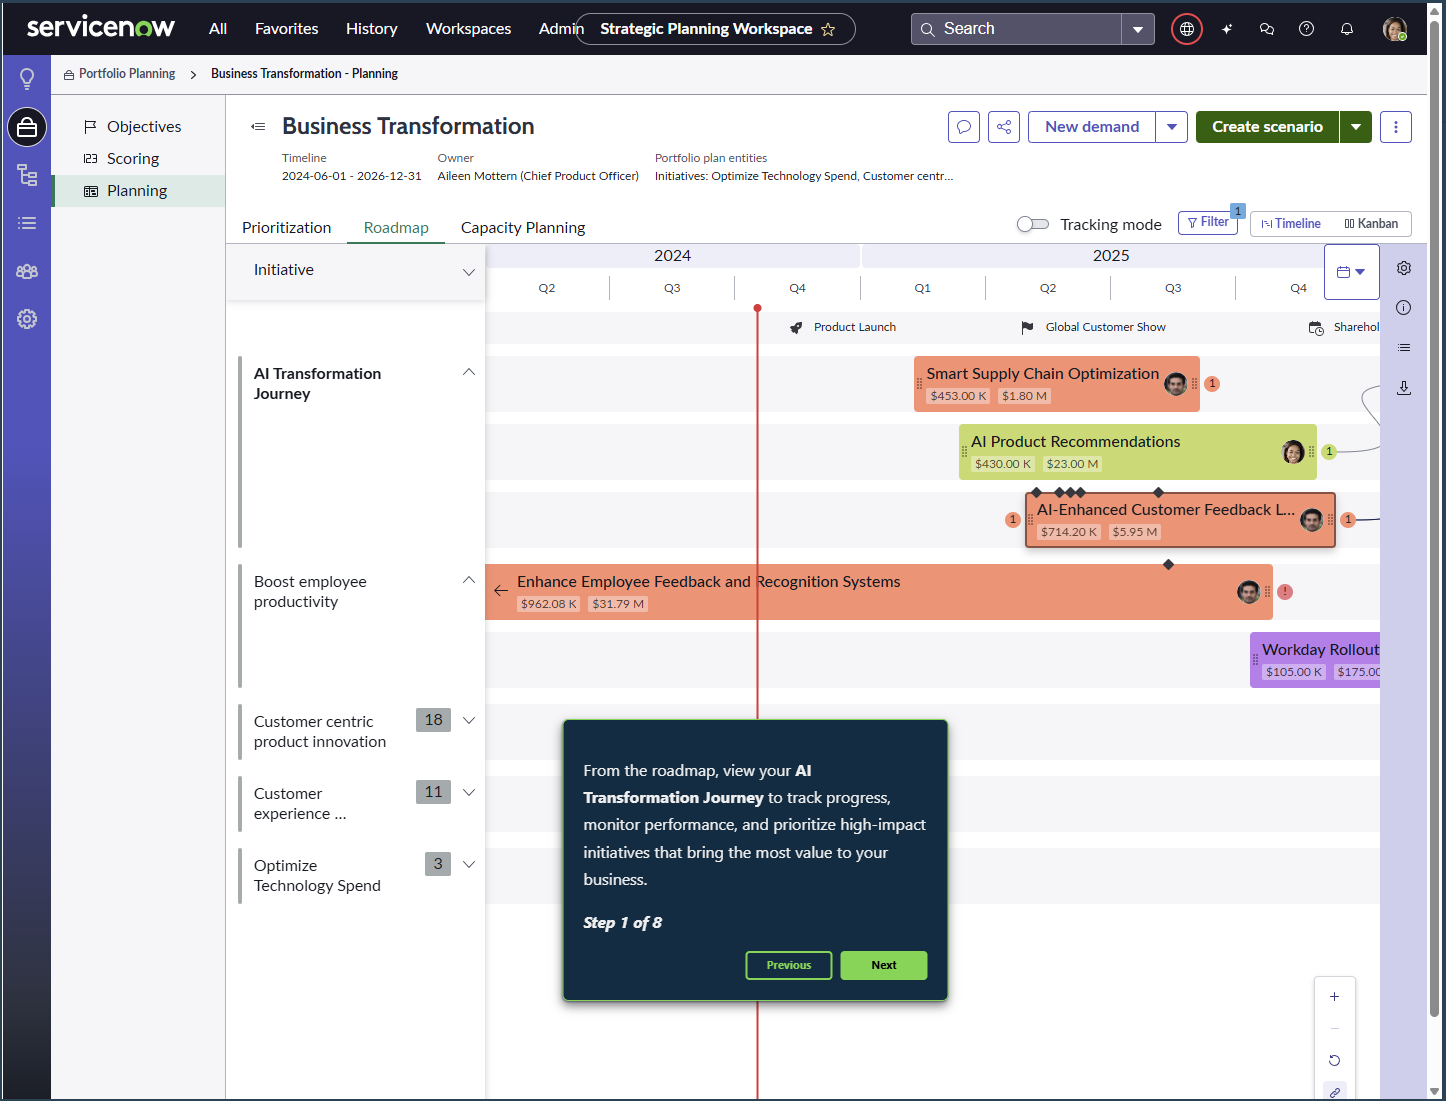 servicenow
All
Favorites
History
Workspaces
Admin
Strategic Planning Workspace
Search
Portfolio Planning
Business Transformation - Planning
Objectives
Scoring
Planning
Business Transformation
New demand
Create scenario
Timeline
Owner
Portfolio plan entities
2024-06-01 - 2026-12-31
Aileen Mottern (Chief Product Officer)
Initiatives: Optimize Technology Spend, Customer centr...
Prioritization
Roadmap
Capacity Planning
Tracking mode
Filter
1
Timeline
Kanban
Initiative
2024
2025
Q2
Q3
Q4
Q1
Q2
Q3
Q4
Product Launch
Global Customer Show
Sharehol
AI Transformation
Journey
Smart Supply Chain Optimization
$453.00 K
$1.80 M
1
AI Product Recommendations
$430.00 K
$23.00 M
1
1
AI-Enhanced Customer Feedback L...
$714.20 K
$5.95 M
1
Boost employee
productivity
Enhance Employee Feedback and Recognition Systems
$962.08 K
$31.79 M
!
Workday Rollout
$105.00 K
$175.00
Customer centric
product innovation
18
Customer
experience ...
11
Optimize
Technology Spend
3
From the roadmap, view your AI
Transformation Journey to track progress,
monitor performance, and prioritize high-impact
initiatives that bring the most value to your
business.
Step 1 of 8
Previous
Next